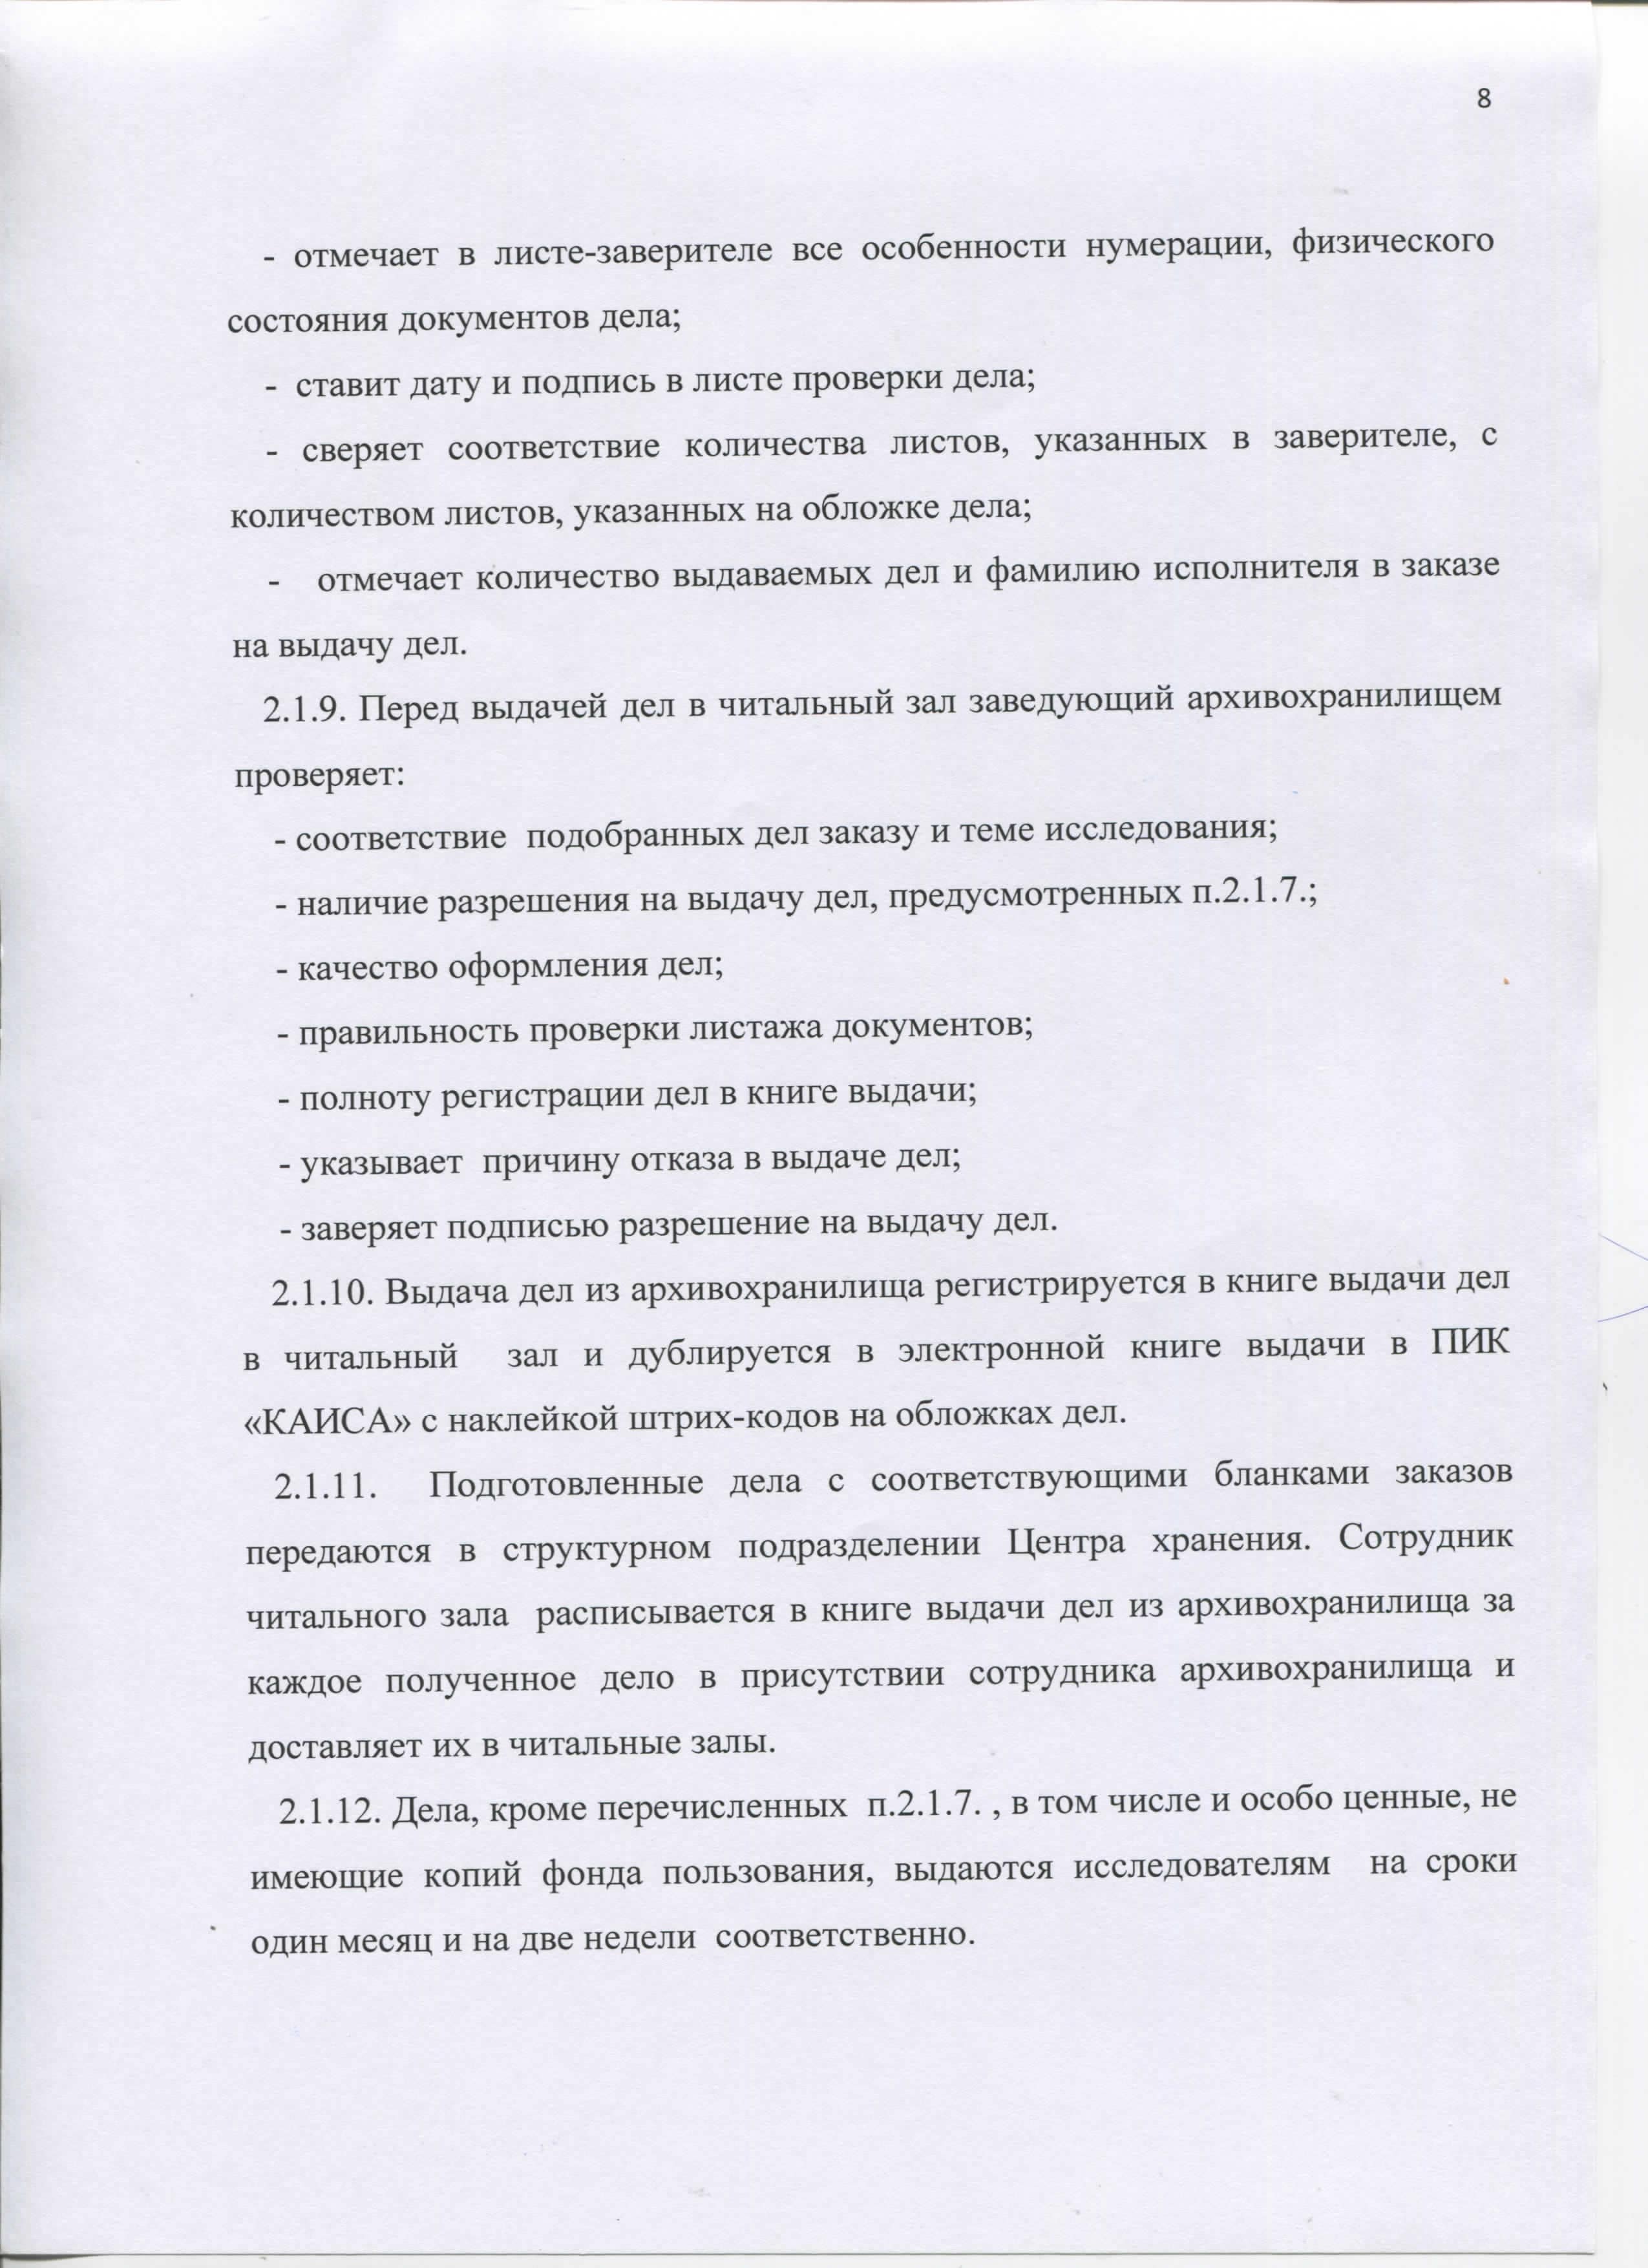 8
- отмечает в листе-заверителе все особенности нумерации, физического
состояния документов дела;
- ставит дату и подпись в листе проверки дела;
- сверяет соответствие количества листов, указанных в заверителе, с
количеством листов, указанных на обложке дела;
- отмечает количество выдаваемых дел и фамилию исполнителя в заказе
на выдачу дел.
2.1.9. Перед выдачей дел в читальный зал заведующий архивохранилищем
проверяет:
- соответствие подобранных дел заказу и теме исследования;
- наличие разрешения на выдачу дел, предусмотренных п.2.1.7.;
- качество оформления дел;
- правильность проверки листажа документов;
- полноту регистрации дел в книге выдачи;
- указывает причину отказа в выдаче дел;
- заверяет подписью разрешение на выдачу дел.
2.1.10. Выдача дел из архивохранилища регистрируется в книге выдачи дел
в читальный зал и дублируется в электронной книге выдачи в ПИК
«КАИСА» с наклейкой штрих-кодов на обложках дел.
2.1.11. Подготовленные дела с соответствующими бланками заказов
передаются в структурном подразделении Центра хранения. Сотрудник
читального зала расписывается в книге выдачи дел из архивохранилища за
каждое полученное дело в присутствии сотрудника архивохранилища и
доставляет их в читальные залы.
2.1.12. Дела, кроме перечисленных п.2.1.7. , в том числе и особо ценные, не
имеющие копий фонда пользования, выдаются исследователям на сроки
один месяц и на две недели соответственно.